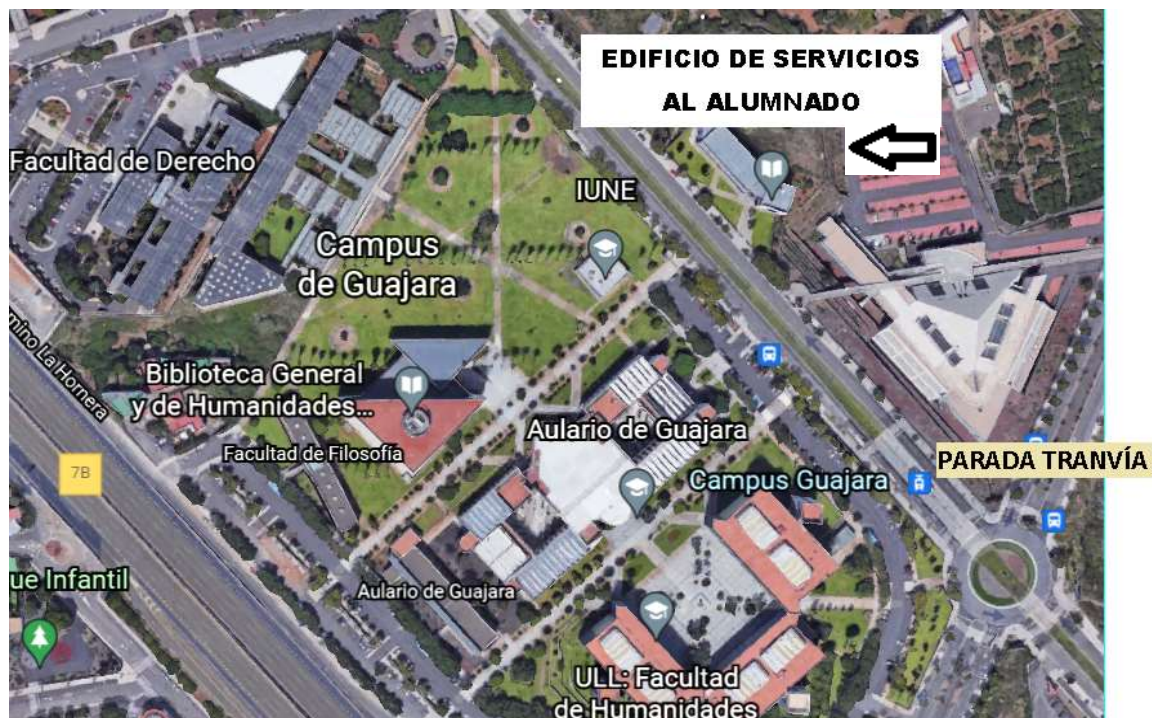 EDIFICIO DE SERVICIOS
AL ALUMNADO
Facultad de Derecho
IUNE
Campus
de Guajara
mino La Hornera
Biblioteca General
y de Humanidades...
Facultad de Filosofía
Aulario de Guajara
PARADA TRANVÍA
7B
Campus Guajara
ue Infantil
Aulario de Guajara
ULL: Facultad
de Humanidades